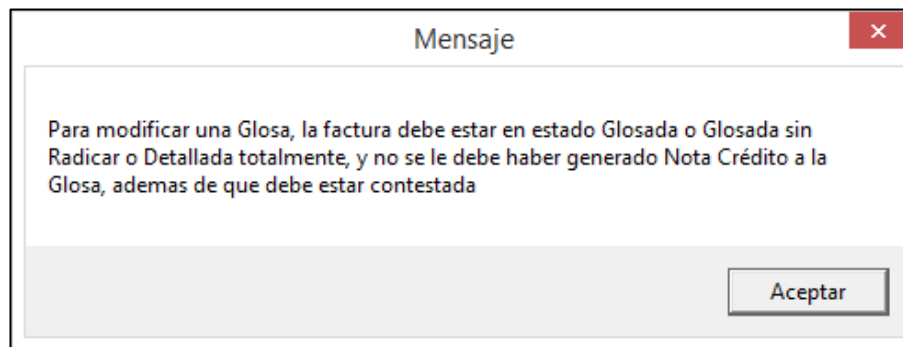 Mensaje
Para modificar una Glosa, la factura debe estar en estado Glosada o Glosada sin
Radicar o Detallada totalmente, y no se le debe haber generado Nota Crédito a la
Glosa, ademas de que debe estar contestada
Aceptar